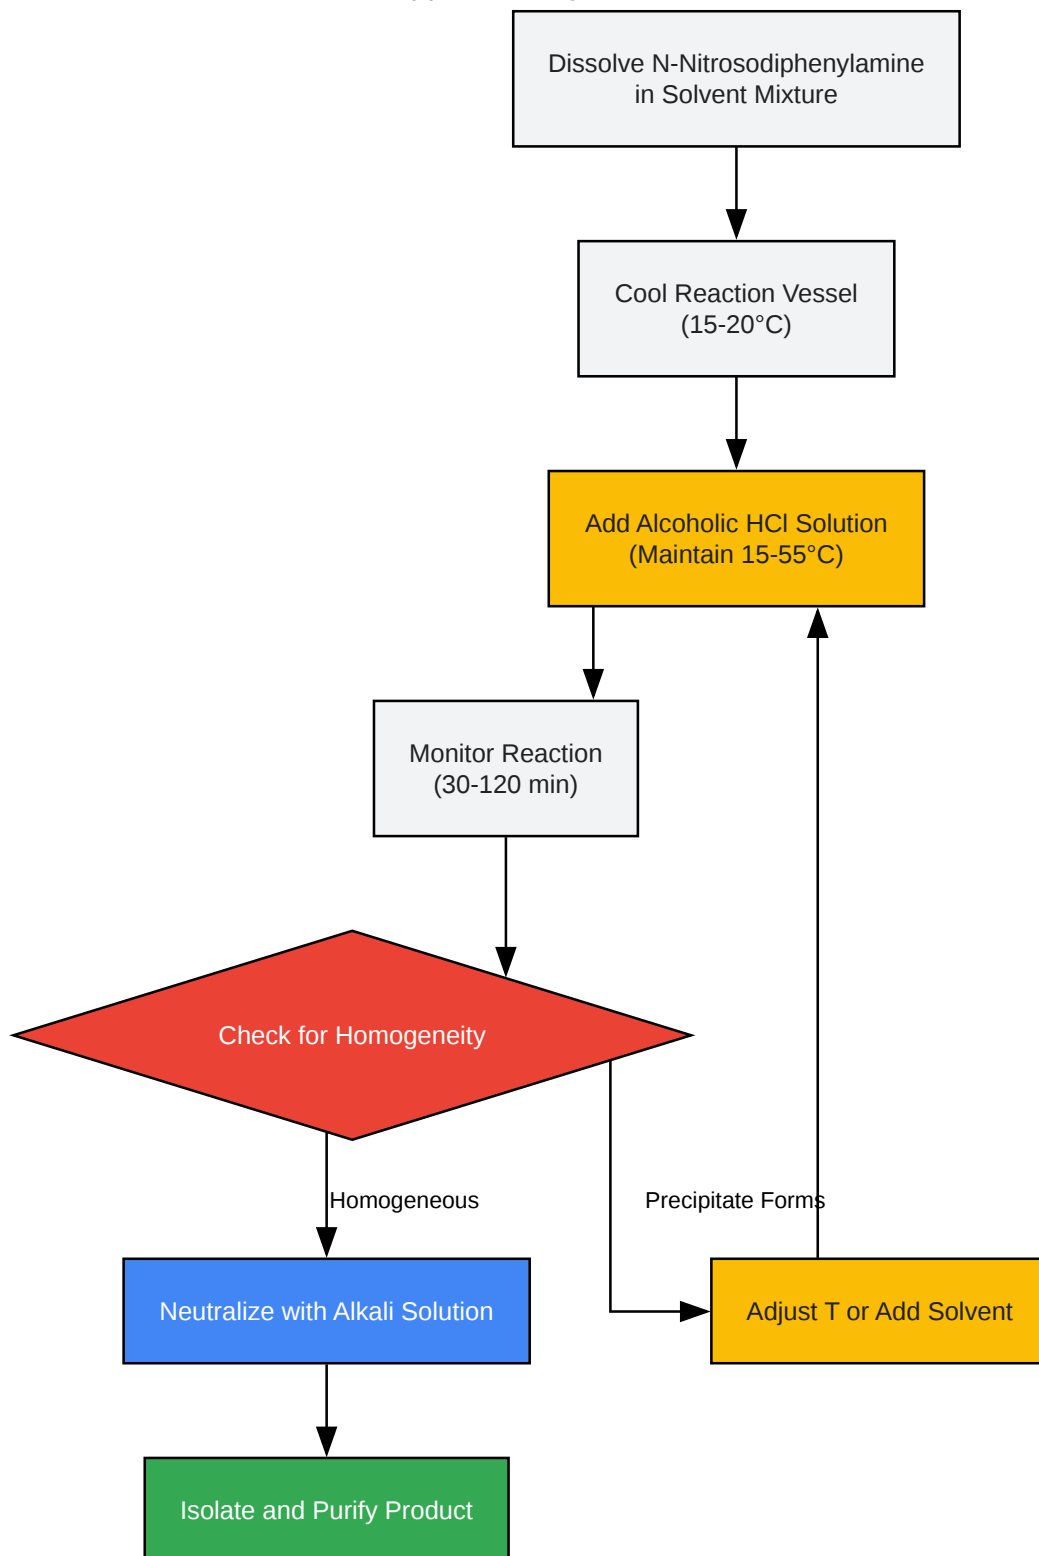 Dissolve N-Nitrosodiphenylamine
in Solvent Mixture
Cool Reaction Vessel
(15-20°C)
Add Alcoholic HCl Solution
(Maintain 15-55°C)
Monitor Reaction
(30-120 min)
Check for Homogeneity
Homogeneous
Precipitate Forms
Neutralize with Alkali Solution
Adjust T or Add Solvent
Isolate and Purify Product